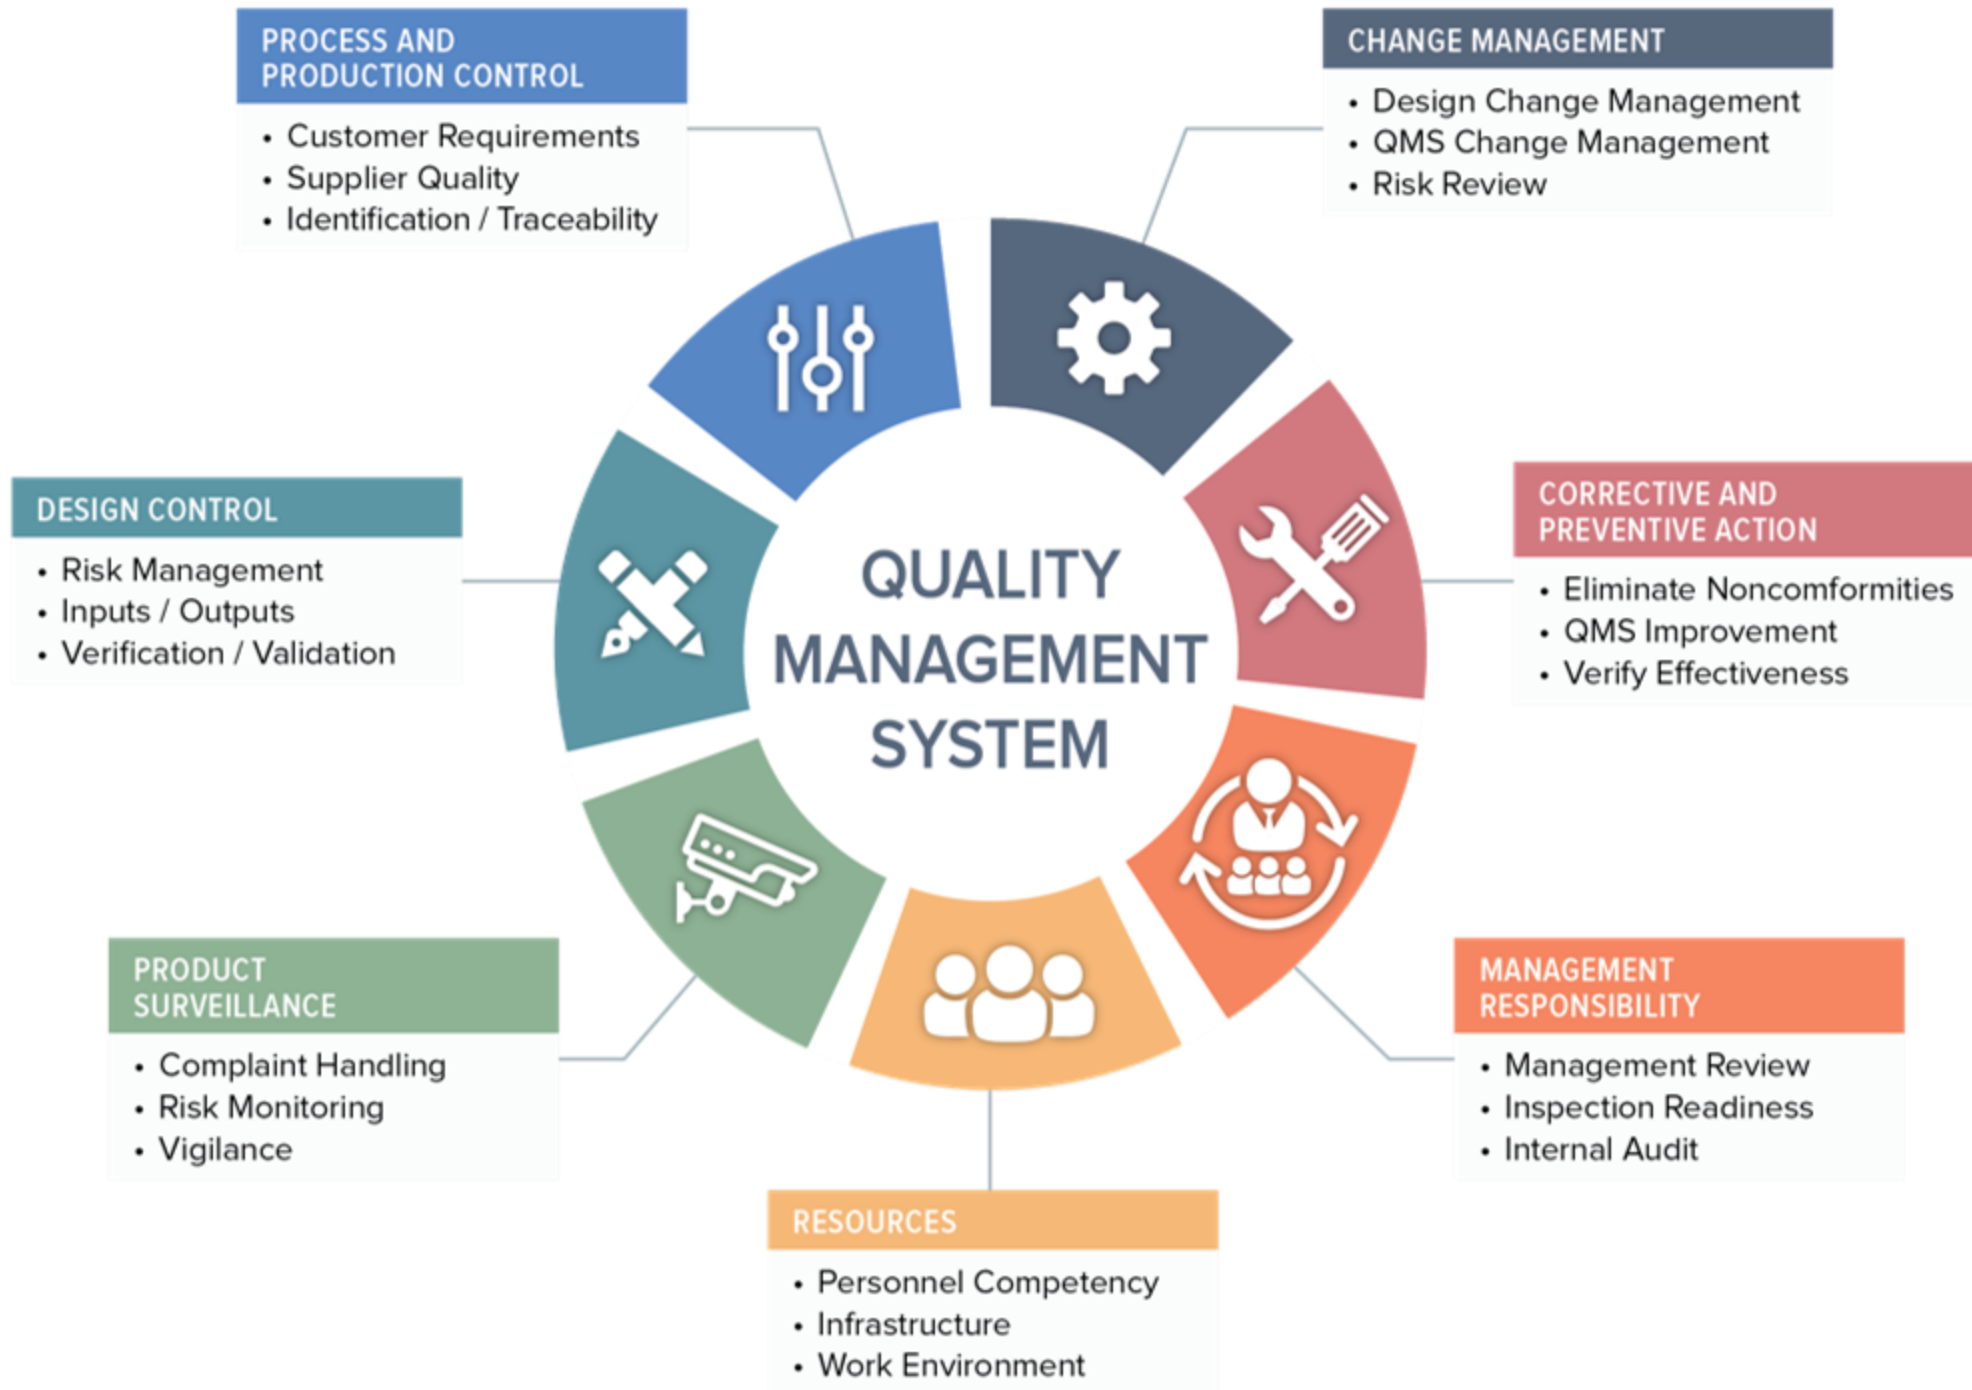 PROCESS AND
PRODUCTION CONTROL
• Customer Requirements
• Supplier Quality
• Identification / Traceability
CHANGE MANAGEMENT
• Design Change Management
• QMS Change Management
• Risk Review
DESIGN CONTROL
• Risk Management
• Inputs / Outputs
• Verification / Validation
QUALITY
MANAGEMENT
SYSTEM
CORRECTIVE AND
PREVENTIVE ACTION
• Eliminate Noncomformities
• QMS Improvement
• Verify Effectiveness
PRODUCT
SURVEILLANCE
• Complaint Handling
• Risk Monitoring
• Vigilance
MANAGEMENT
RESPONSIBILITY
• Management Review
• Inspection Readiness
• Internal Audit
RESOURCES
• Personnel Competency
• Infrastructure
• Work Environment